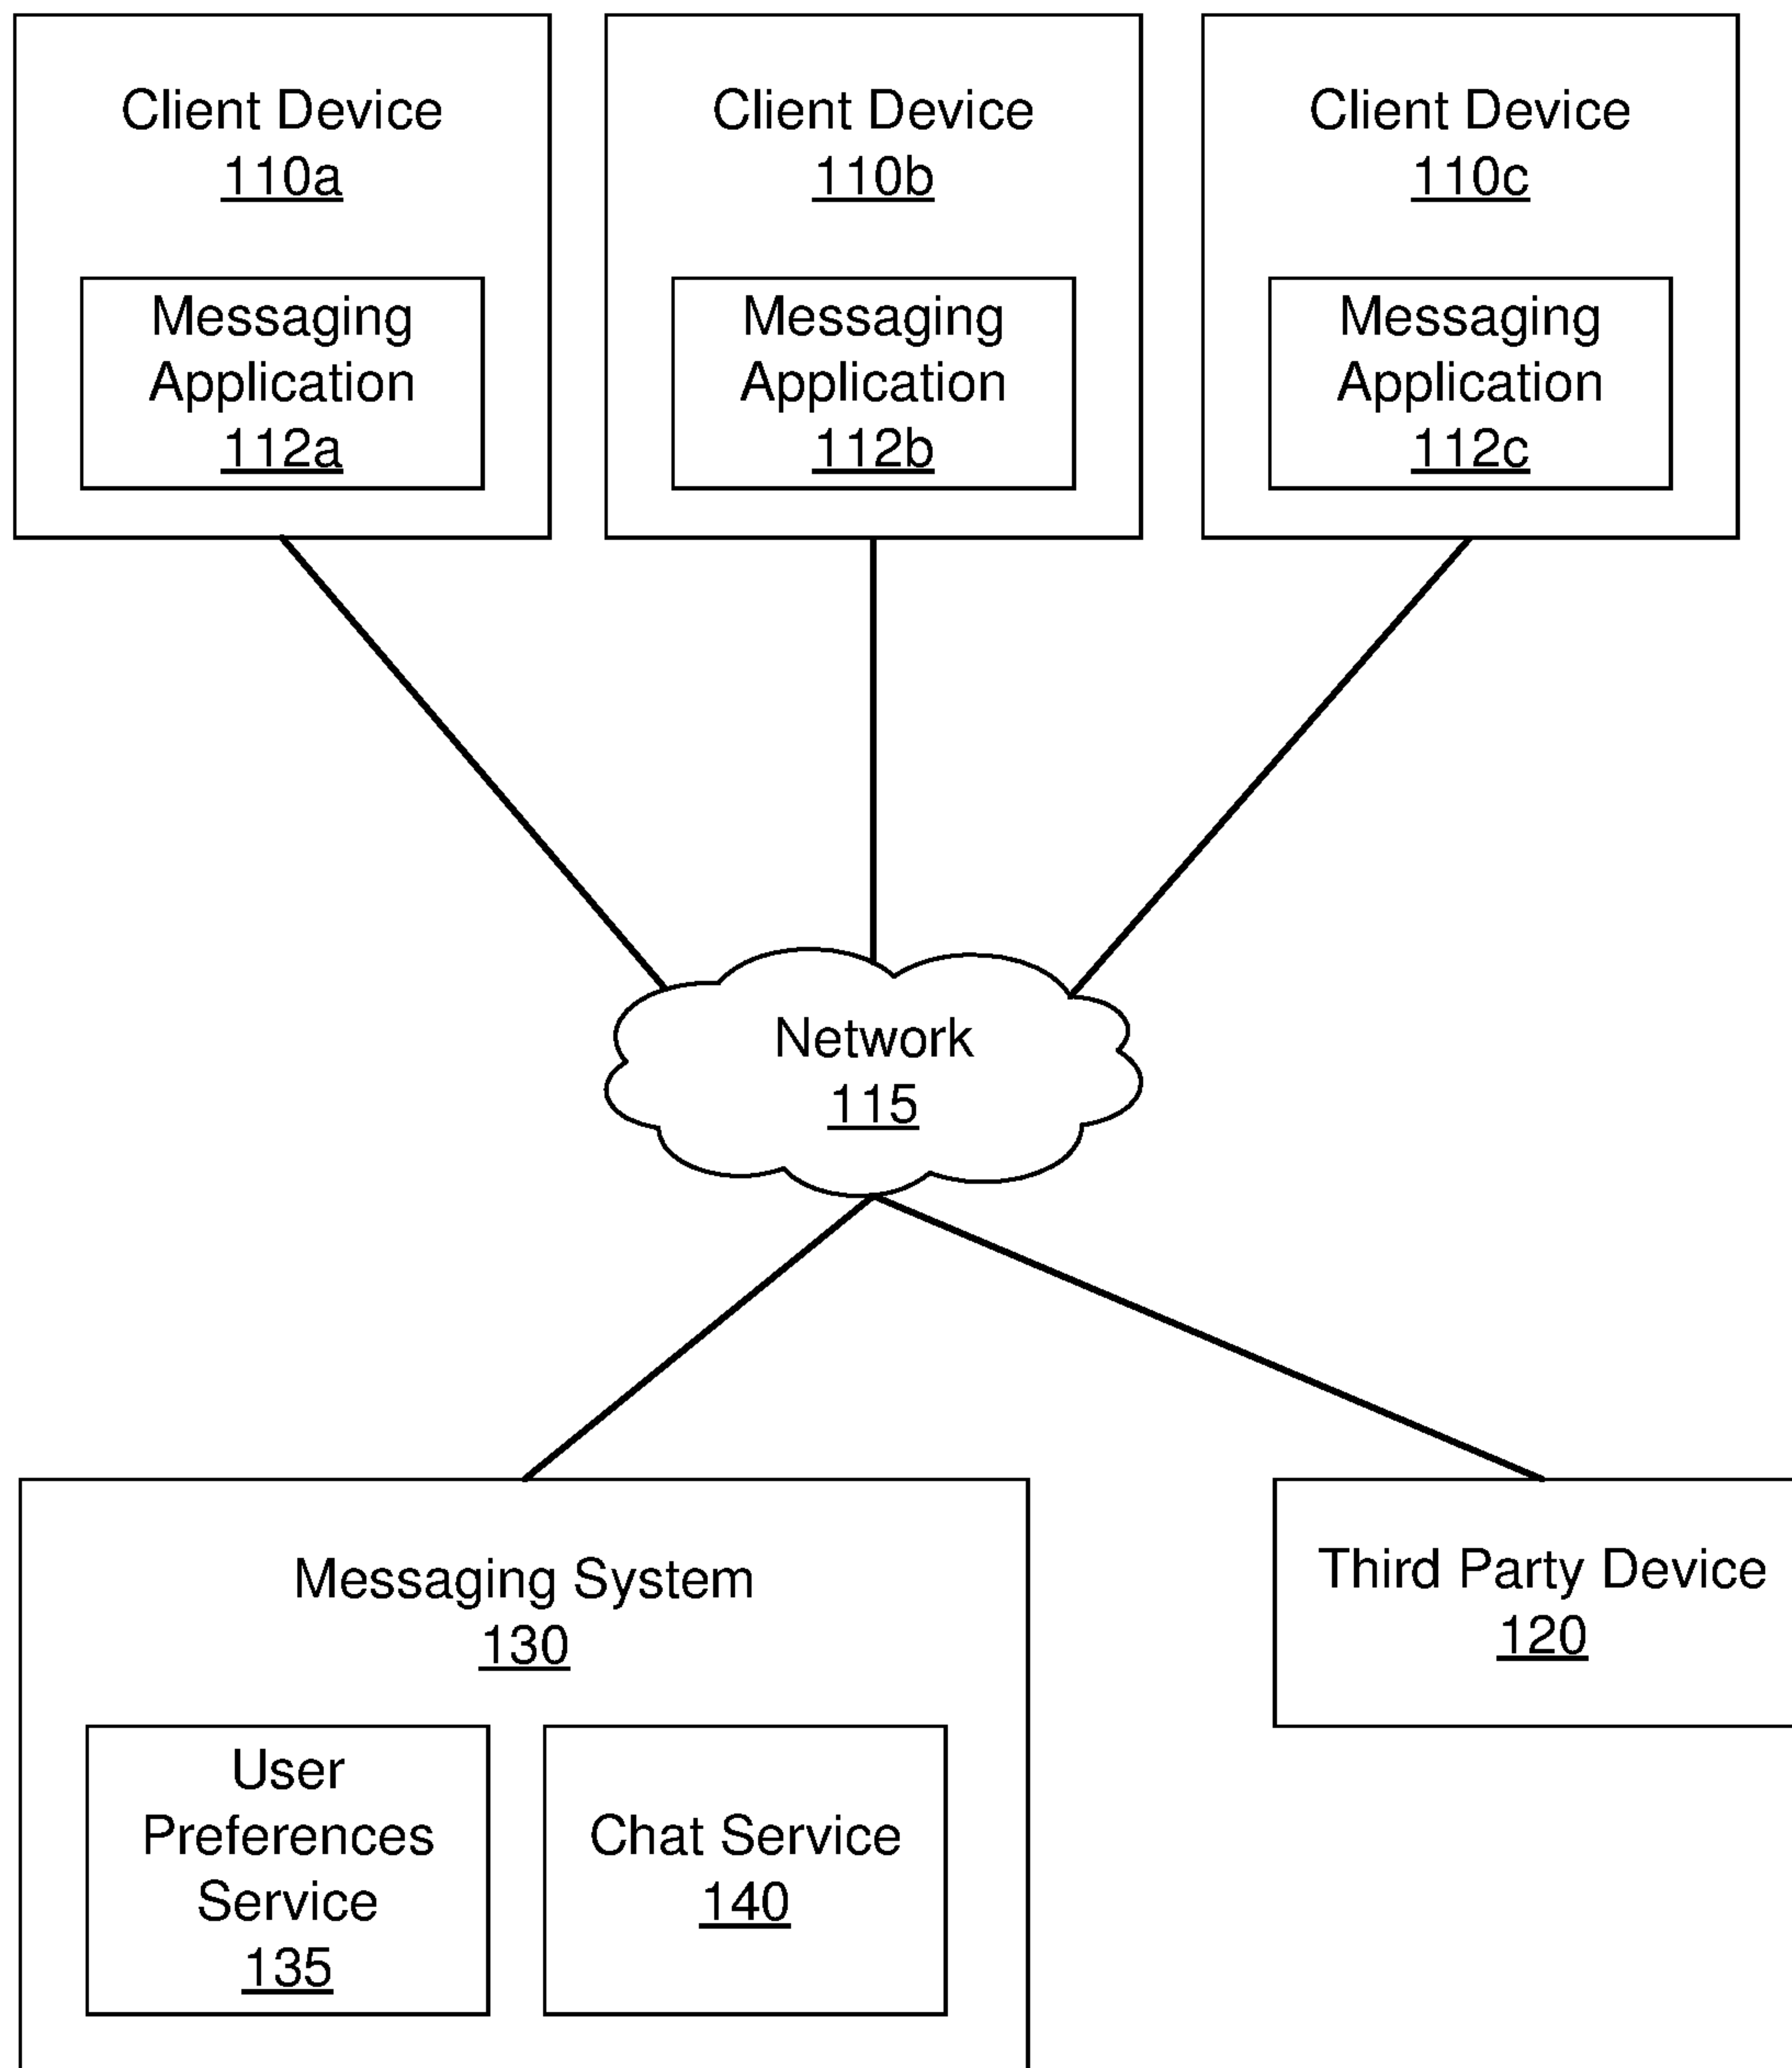 Client Device
110a
Messaging
Application
112a
Client Device
110b
Messaging
Application
112b
Client Device
110c
Messaging
Application
112c
Network
115
Messaging System
130
User
Preferences
Service
135
Chat Service
140
Third Party Device
120